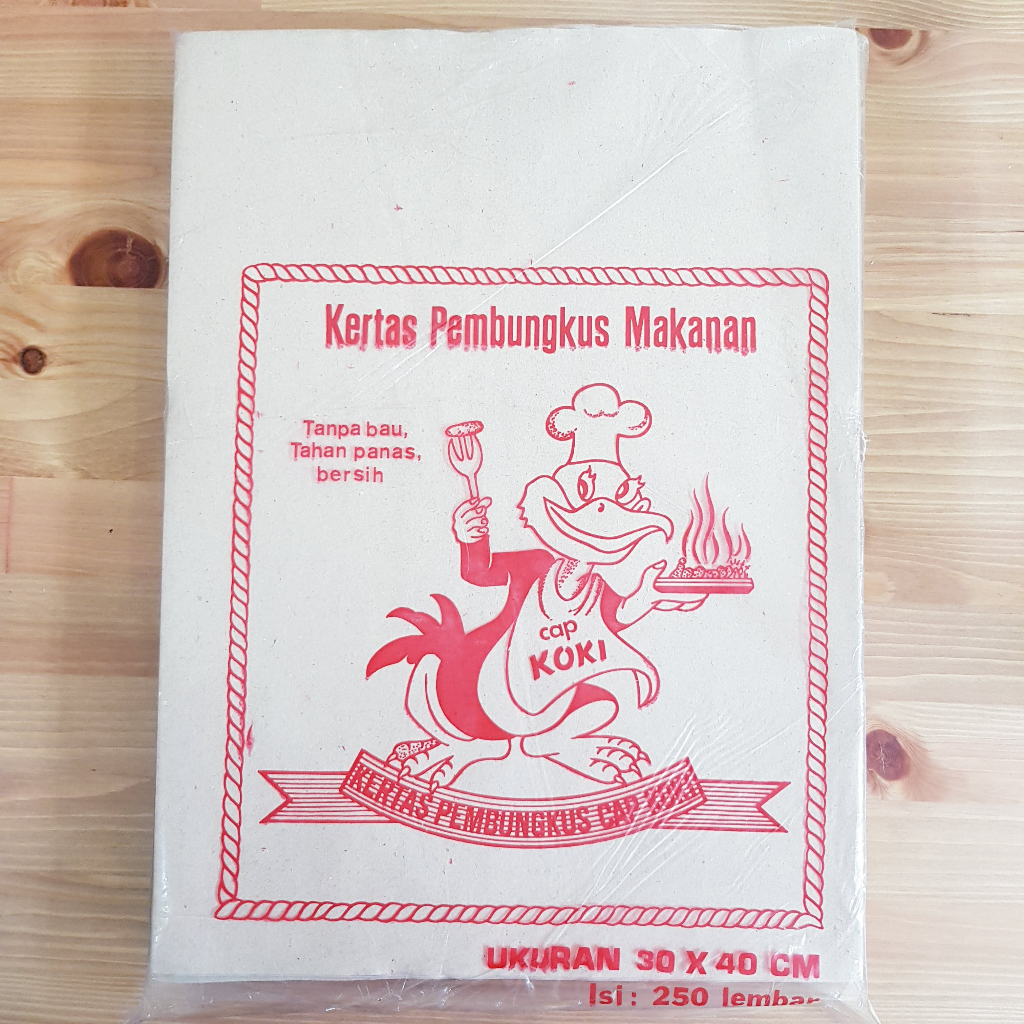 Kertas Pembungkus Makanan
Tanpa bau,
Tahan panas,
bersih
cap
KOKI
KERTAS PEMBUNGKUS CAP KOKI
UKURAN 30 X 40 CM
Isi : 250 lembar